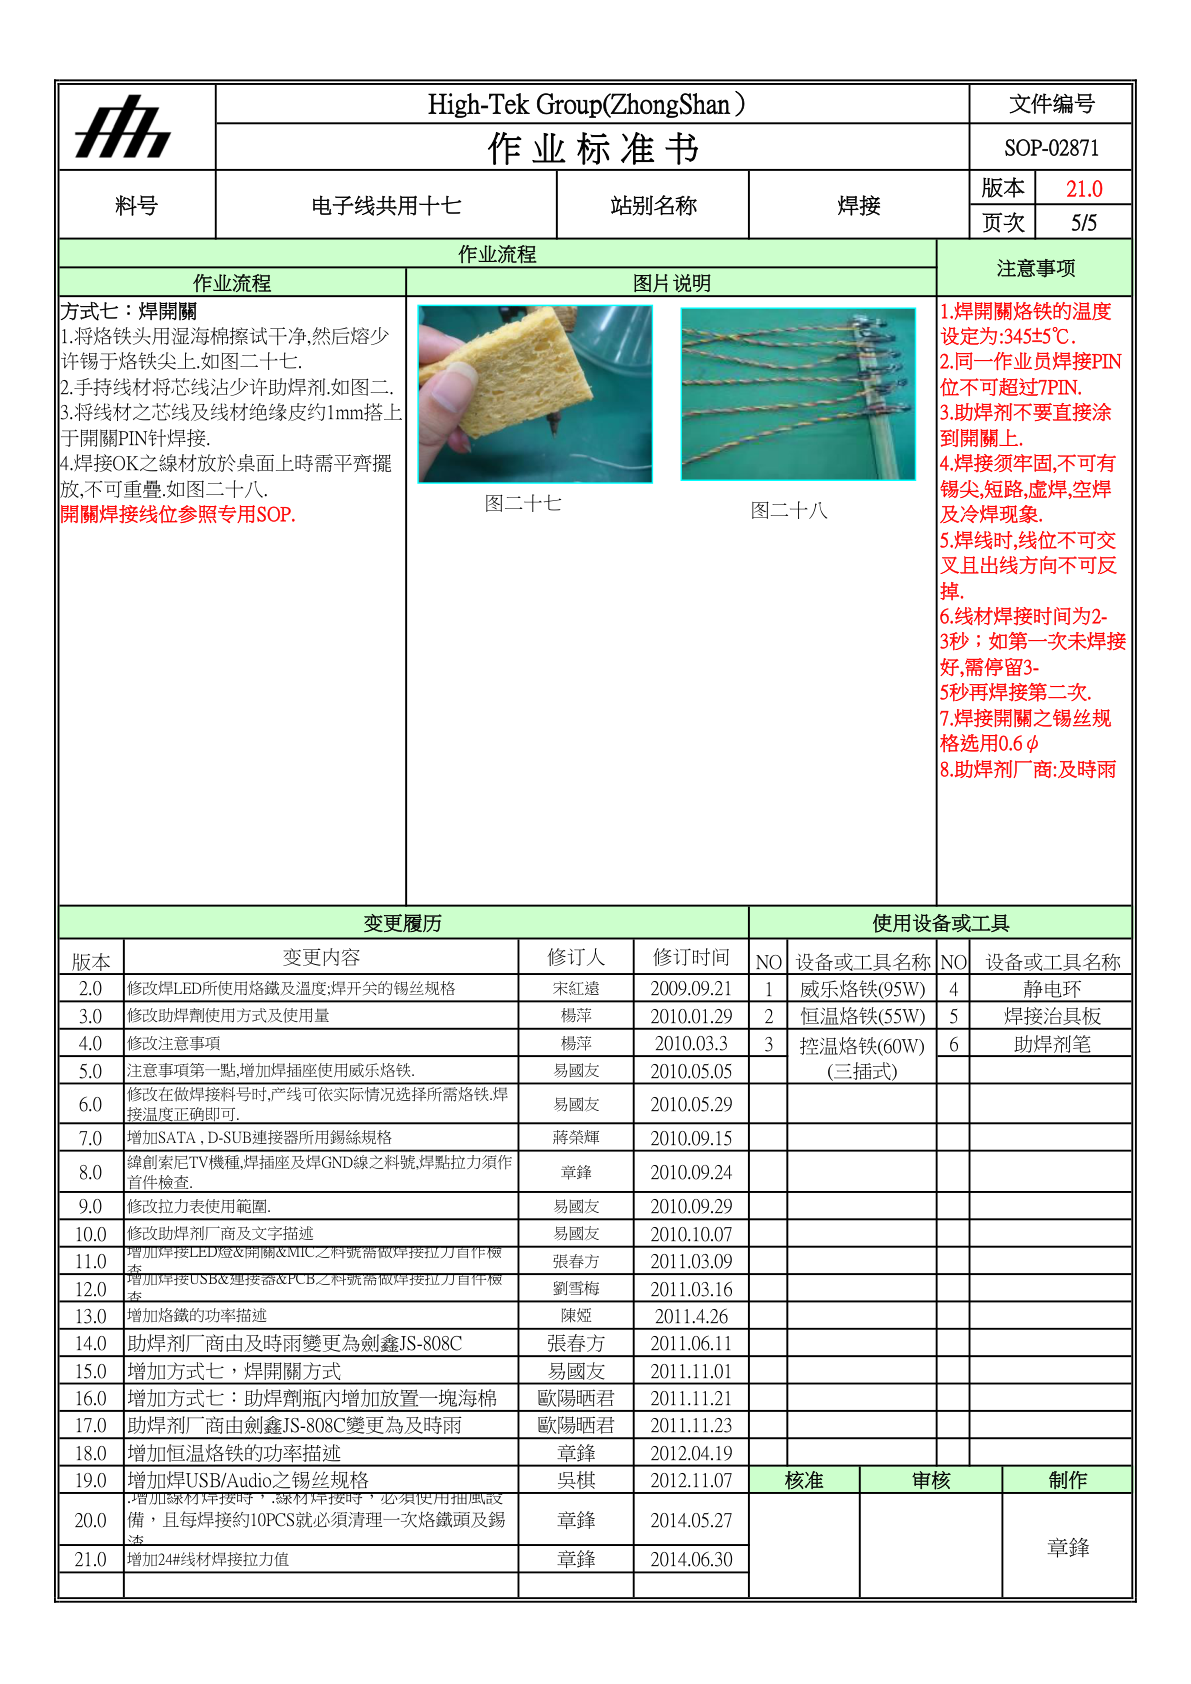 High-Tek Group(ZhongShan）
文件编号
作 业 标 准 书
SOP-02871
料号
电子线共用十七
站别名称
焊接
版本 21.0
页次 5/5
作业流程
注意事项
作业流程
图片说明
方式七：焊開關
1.将烙铁头用湿海棉擦试干净,然后熔少
许锡于烙铁尖上.如图二十七.
2.手持线材将芯线沾少许助焊剂.如图二.
3.将线材之芯线及线材绝缘皮约1mm搭上
于開關PIN针焊接.
4.焊接OK之線材放於桌面上時需平齊擺
放,不可重疊.如图二十八.
開關焊接线位参照专用SOP.
图二十七
图二十八
1.焊開關烙铁的温度
设定为:345±5℃.
2.同一作业员焊接PIN
位不可超过7PIN.
3.助焊剂不要直接涂
到開關上.
4.焊接须牢固,不可有
锡尖,短路,虚焊,空焊
及冷焊现象.
5.焊线时,线位不可交
叉且出线方向不可反
掉.
6.线材焊接时间为2-
3秒；如第一次未焊接
好,需停留3-
5秒再焊接第二次.
7.焊接開關之锡丝规
格选用0.6φ
8.助焊剂厂商:及時雨
变更履历
版本 变更内容 修订人 修订时间
2.0 修改焊LED所使用烙鐵及溫度;焊开关的锡丝规格 宋紅遠 2009.09.21
3.0 修改助焊劑使用方式及使用量 楊萍 2010.01.29
4.0 修改注意事項 楊萍 2010.03.3
5.0 注意事項第一點,增加焊插座使用威乐烙铁. 易國友 2010.05.05
6.0 修改在做焊接料号时,产线可依实际情况选择所需烙铁.焊
接温度正确即可. 易國友 2010.05.29
7.0 增加SATA , D-SUB連接器所用錫絲規格 蔣榮輝 2010.09.15
8.0 緯創索尼TV機種,焊插座及焊GND線之料號,焊點拉力須作
首件檢查. 章鋒 2010.09.24
9.0 修改拉力表使用範圍. 易國友 2010.09.29
10.0 修改助焊剂厂商及文字描述 易國友 2010.10.07
11.0 增加焊接LED燈&開關&MIC之料號需做焊接拉力首作檢
查 張春方 2011.03.09
12.0 增加焊接USB&連接器&PCB之料號需做焊接拉力首件檢
查 劉雪梅 2011.03.16
13.0 增加烙鐵的功率描述 陳婭 2011.4.26
14.0 助焊剂厂商由及時雨變更為劍鑫JS-808C 張春方 2011.06.11
15.0 增加方式七，焊開關方式 易國友 2011.11.01
16.0 增加方式七：助焊劑瓶內增加放置一塊海棉 歐陽晒君 2011.11.21
17.0 助焊剂厂商由劍鑫JS-808C變更為及時雨 歐陽晒君 2011.11.23
18.0 增加恒温烙铁的功率描述 章鋒 2012.04.19
19.0 增加焊USB/Audio之锡丝规格 吳棋 2012.11.07
20.0 .增加線材焊接時，.線材焊接時，必須使用抽風設
備，且每焊接約10PCS就必須清理一次烙鐵頭及錫
渣 章鋒 2014.05.27
21.0 增加24#线材焊接拉力值 章鋒 2014.06.30
使用设备或工具
NO 设备或工具名称 NO 设备或工具名称
1 威乐烙铁(95W) 4 静电环
2 恒温烙铁(55W) 5 焊接治具板
3 控温烙铁(60W) 6 助焊剂笔
(三插式)
核准 审核 制作
章鋒